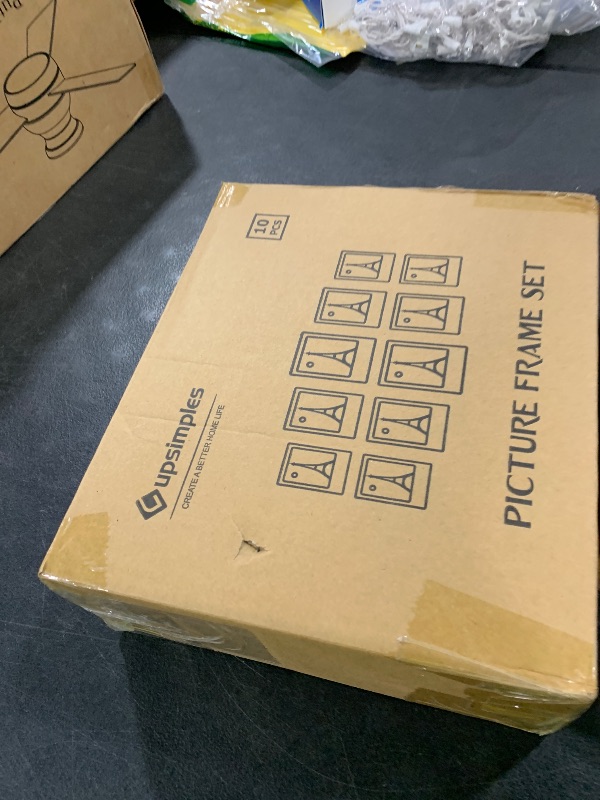 upsimples
CREATE A BETTER HOME LIFE
10
PCS
PICTURE FRAME SET